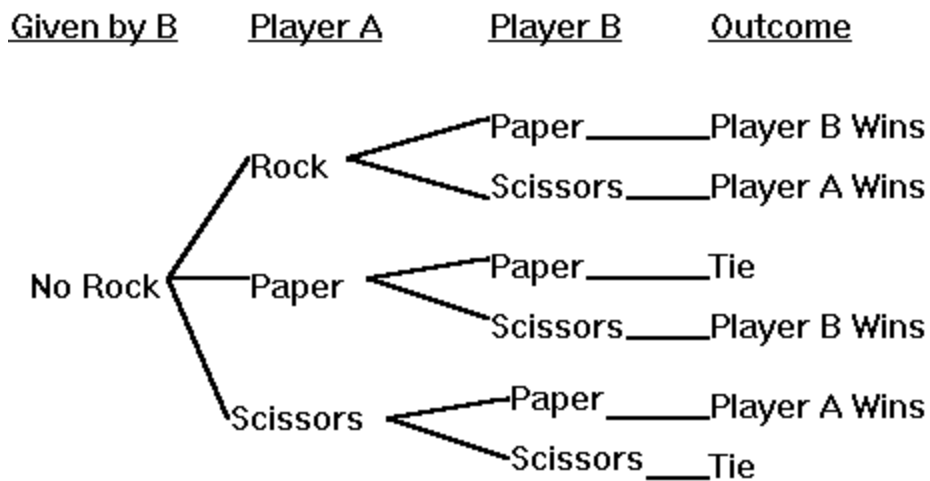 Given by B Player A Player B Outcome
Paper Player B Wins
Rock
Scissors Player A Wins
Paper Tie
No Rock Paper
Scissors Player B Wins
Paper Player A Wins
Scissors
Scissors Tie